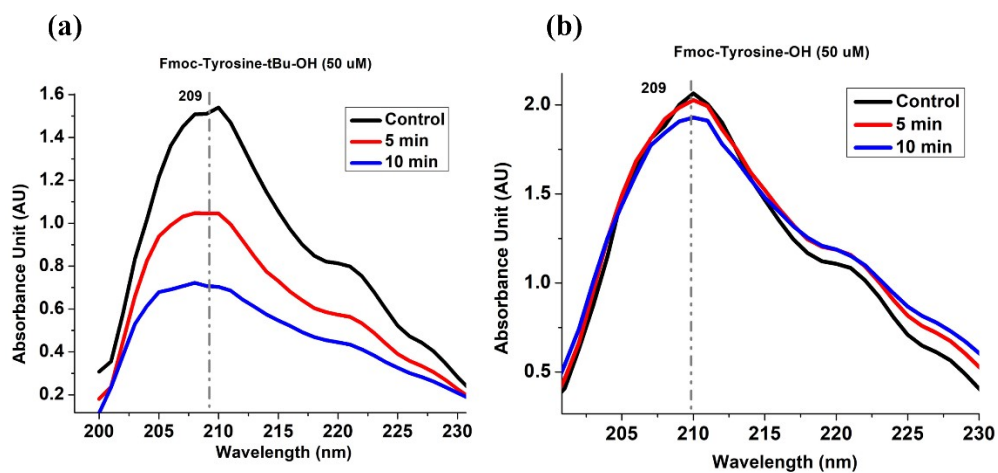 (a)
Fmoc-Tyrosine-tBu-OH (50 uM)
209
Control
5 min
10 min
1.6
1.4
1.2
1.0
0.8
0.6
0.4
0.2
Absorbance Unit (AU)
200 205 210 215 220 225 230
Wavelength (nm)
(b)
Fmoc-Tyrosine-OH (50 uM)
209
Control
5 min
10 min
2.0
1.5
1.0
0.5
Absorbance Unit (AU)
205 210 215 220 225 230
Wavelength (nm)